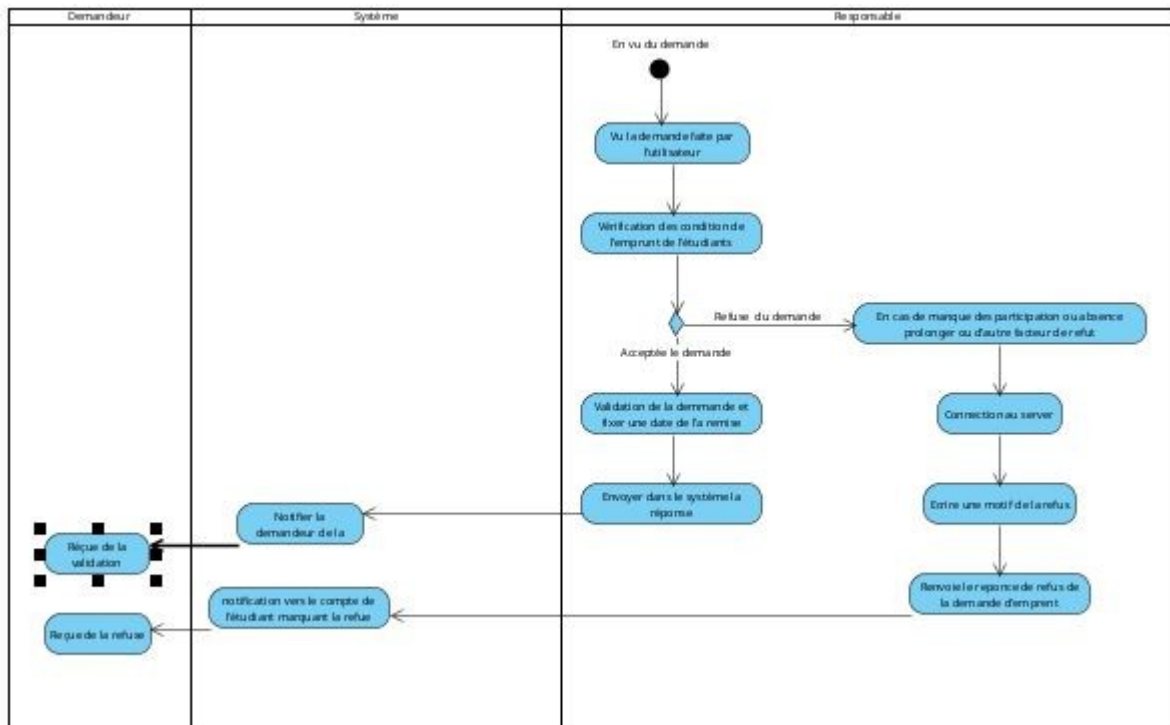 Demandeur
Système
Responsable
En vu du demande
Vu la demande faite par
l'utilisateur
Vérification des condition de
l'emprunt de l'étudiants
Refuse du demande
En cas de manque des participation ou absence
prolonger ou d'autre facteur de refut
Acceptée le demande
Validation de la demmande et
fixer une date de la remise
Connection au server
Envoyer dans le système la
réponse
Notifier la
demandeur de la
Ecrire une motif de la refus
Réçue de la
validation
Renvoie le reponce de refus de
la demande d'emprent
notification vers le compte de
l'étudiant marquant la refue
Reçue de la refuse